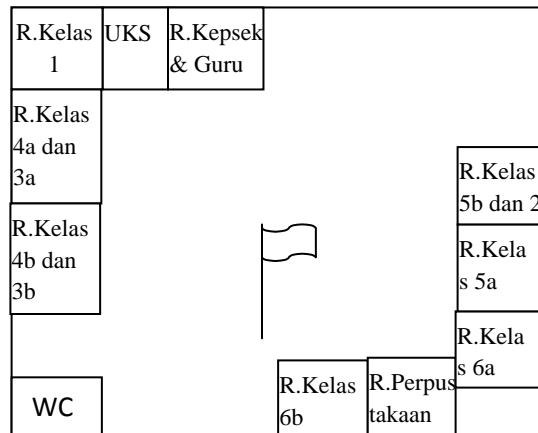 R.Kelas
1
UKS
R.Kepsek
& Guru
R.Kelas
4a dan
3a
R.Kelas
5b dan 2
R.Kelas
4b dan
3b
R.Kela
s 5a
R.Kela
s 6a
WC
R.Kelas
6b
R.Perpus
takaan